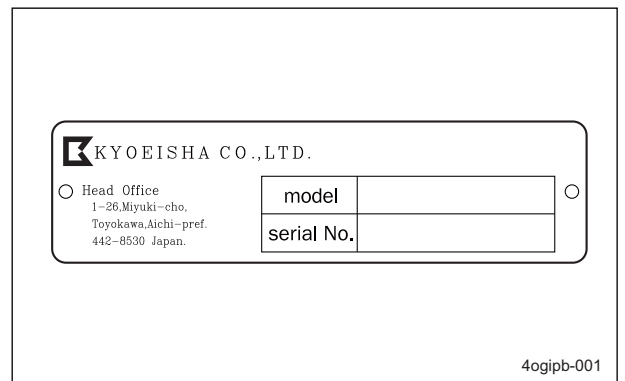 KYOEISHA CO.,LTD.
Head Office
1-26,Miyuki-cho,
Toyokawa,Aichi-pref.
442-8530 Japan.
model
serial No.
4ogipb-001